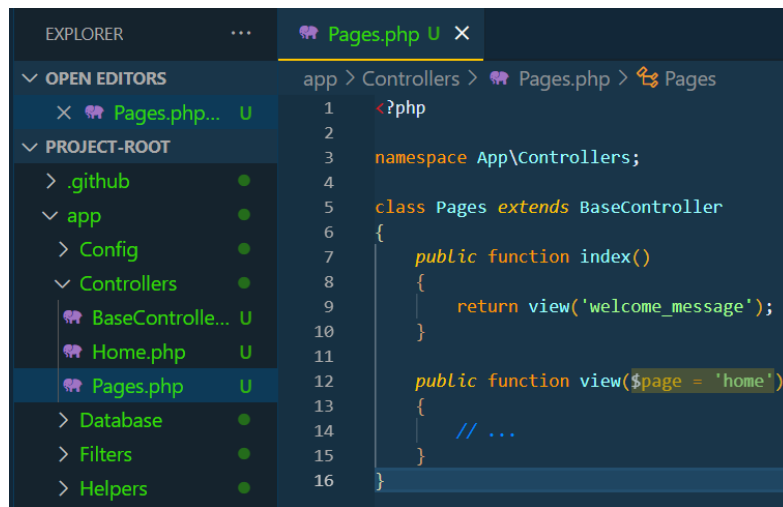 EXPLORER ...
OPEN EDITORS
Pages.php... U
PROJECT-ROOT
.github
app
Config
Controllers
BaseControlle... U
Home.php U
Pages.php U
Database
Filters
Helpers
Pages.php U
app > Controllers > Pages.php > Pages
1 <?php
2
3 namespace App\Controllers;
4
5 class Pages extends BaseController
6 {
7 public function index()
8 {
9 return view('welcome_message');
10 }
11
12 public function view($page = 'home')
13 {
14 // ...
15 }
16 }